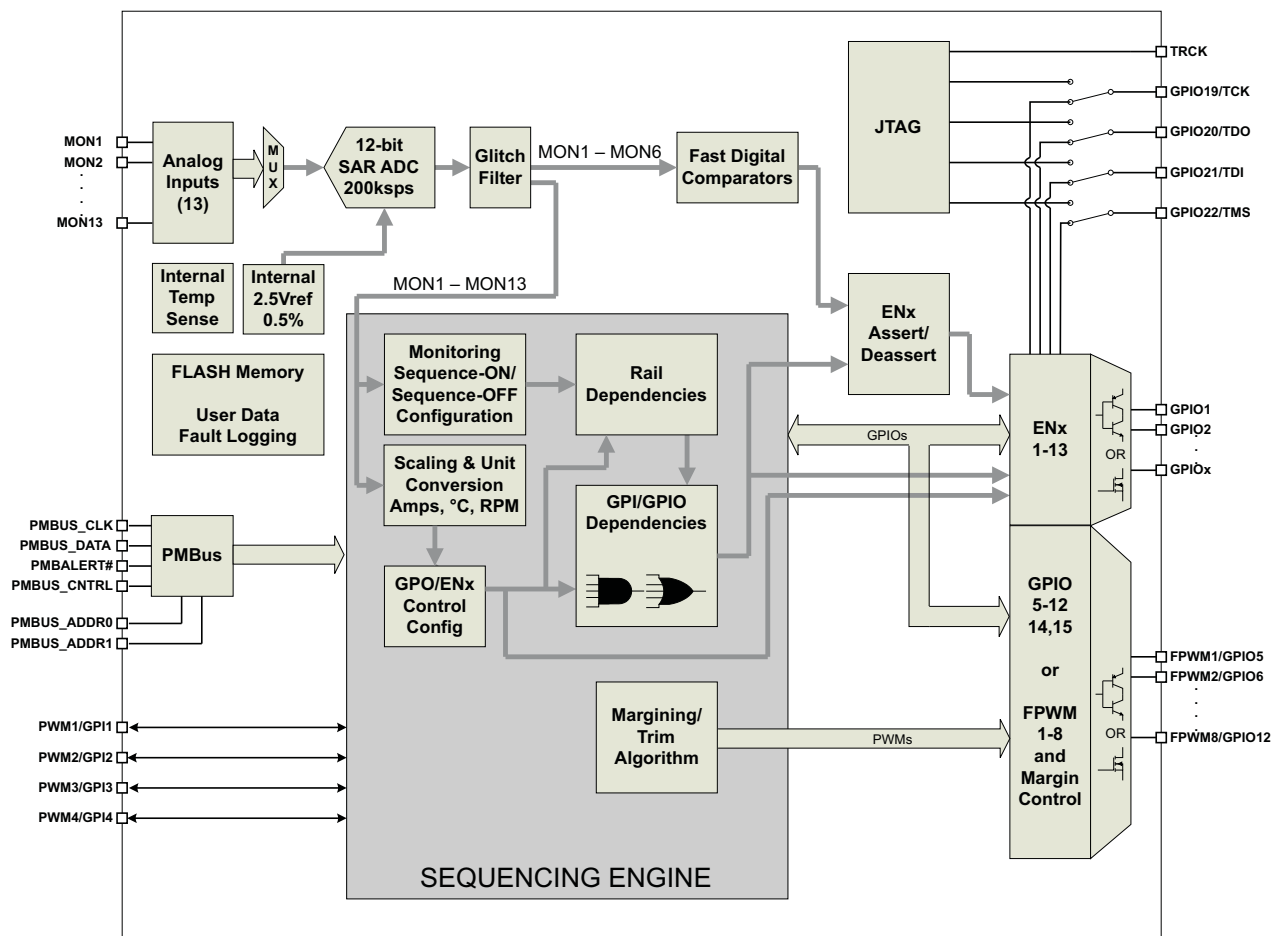 TRCK
GPIO19/TCK
GPIO20/TDO
GPIO21/TDI
GPIO22/TMS
JTAG
MON1
MON2
MON13
Analog
Inputs
(13)
MUX
12-bit
SAR ADC
200ksps
Glitch
Filter
MON1 – MON6
Fast Digital
Comparators
Internal
Temp
Sense
Internal
2.5Vref
0.5%
MON1 – MON13
ENx
Assert/
Deassert
FLASH Memory
User Data
Fault Logging
Monitoring
Sequence-ON/
Sequence-OFF
Configuration
Rail
Dependencies
GPIOs
ENx
1-13
OR
GPIO1
GPIO2
GPIOx
Scaling & Unit
Conversion
Amps, °C, RPM
GPI/GPIO
Dependencies
PMBUS_CLK
PMBUS_DATA
PMBALERT#
PMBUS_CNTRL
PMBUS_ADDR0
PMBUS_ADDR1
PMBus
GPO/ENx
Control
Config
GPIO
5-12
14,15
or
FPWM
1-8
and
Margin
Control
OR
FPWM1/GPIO5
FPWM2/GPIO6
FPWM8/GPIO12
PWM1/GPI1
PWM2/GPI2
PWM3/GPI3
PWM4/GPI4
Margining/
Trim
Algorithm
PWMs
SEQUENCING ENGINE